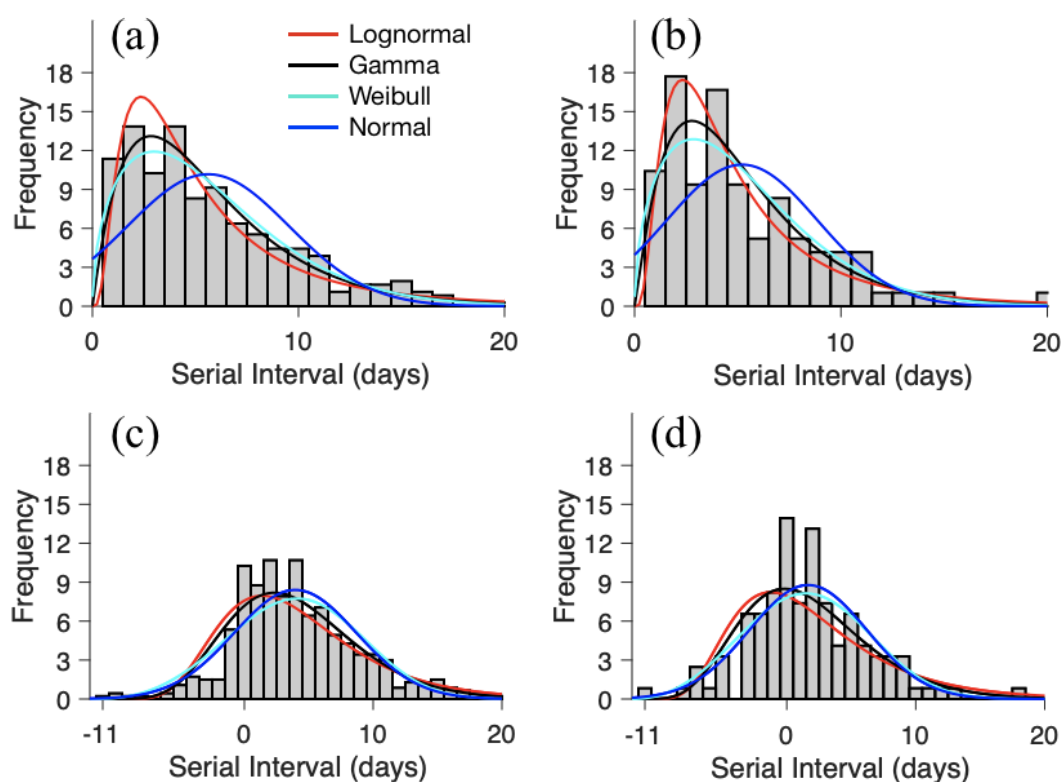 (a)
Lognormal
Gamma
Weibull
Normal
Frequency
18
15
12
9
6
3
0
0 10 20
Serial Interval (days)
(b)
Frequency
18
15
12
9
6
3
0
0 10 20
Serial Interval (days)
(c)
Frequency
18
15
12
9
6
3
0
-11 0 10 20
Serial Interval (days)
(d)
Frequency
18
15
12
9
6
3
0
-11 0 10 20
Serial Interval (days)